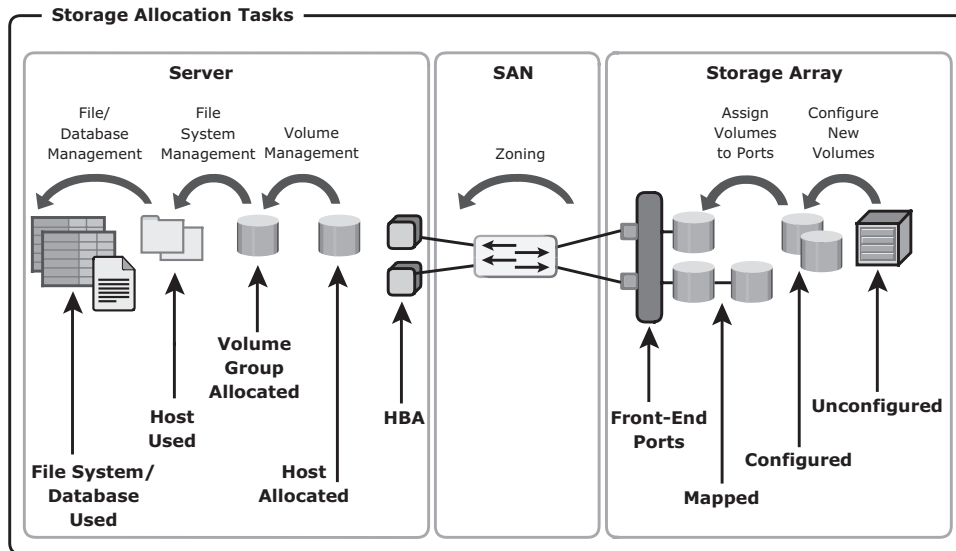 Storage Allocation Tasks
Server
SAN
Storage Array
File/
Database
Management
File
System
Management
Volume
Management
Zoning
Assign
Volumes
to Ports
Configure
New
Volumes
Volume
Group
Allocated
Host
Used
HBA
Front-End
Ports
Unconfigured
Configured
File System/
Database
Used
Host
Allocated
Mapped